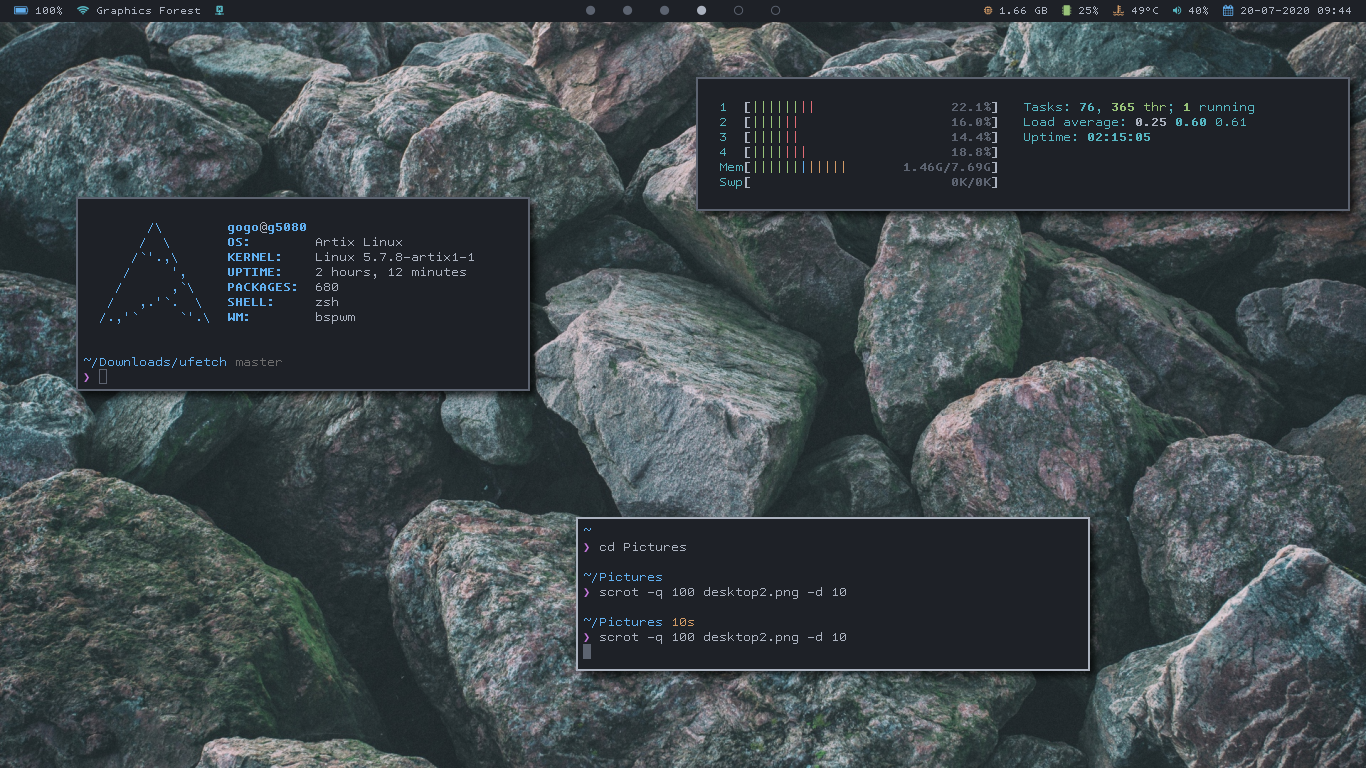 100% Graphics Forest 1.66 GB 25% 49°C 40% 20-07-2020 09:44
1 [|||||||| 22.1%] Tasks: 76, 365 thr; 1 running
2 [|||||| 16.0%] Load average: 0.25 0.60 0.61
3 [|||||| 14.4%] Uptime: 02:15:05
4 [||||||| 18.8%]
Mem[|||||||||||| 1.46G/7.69G]
Swp[ 0K/0K]
gogo@g5080
OS: Artix Linux
KERNEL: Linux 5.7.8-artix1-1
UPTIME: 2 hours, 12 minutes
PACKAGES: 680
SHELL: zsh
WM: bspwm
~/Downloads/ufetch master
❯
~
❯ cd Pictures
~/Pictures
❯ scrot -q 100 desktop2.png -d 10
~/Pictures 10s
❯ scrot -q 100 desktop2.png -d 10